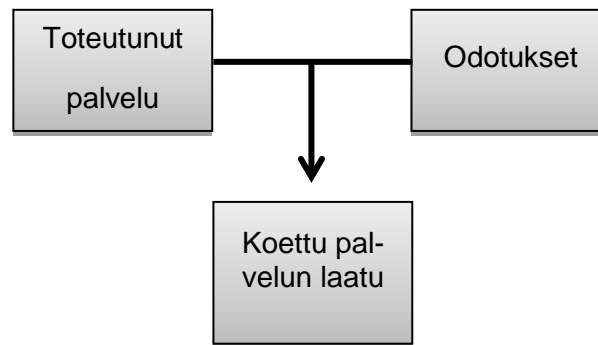 Toteutunut
palvelu
Odotukset
Koettu pal-
velun laatu